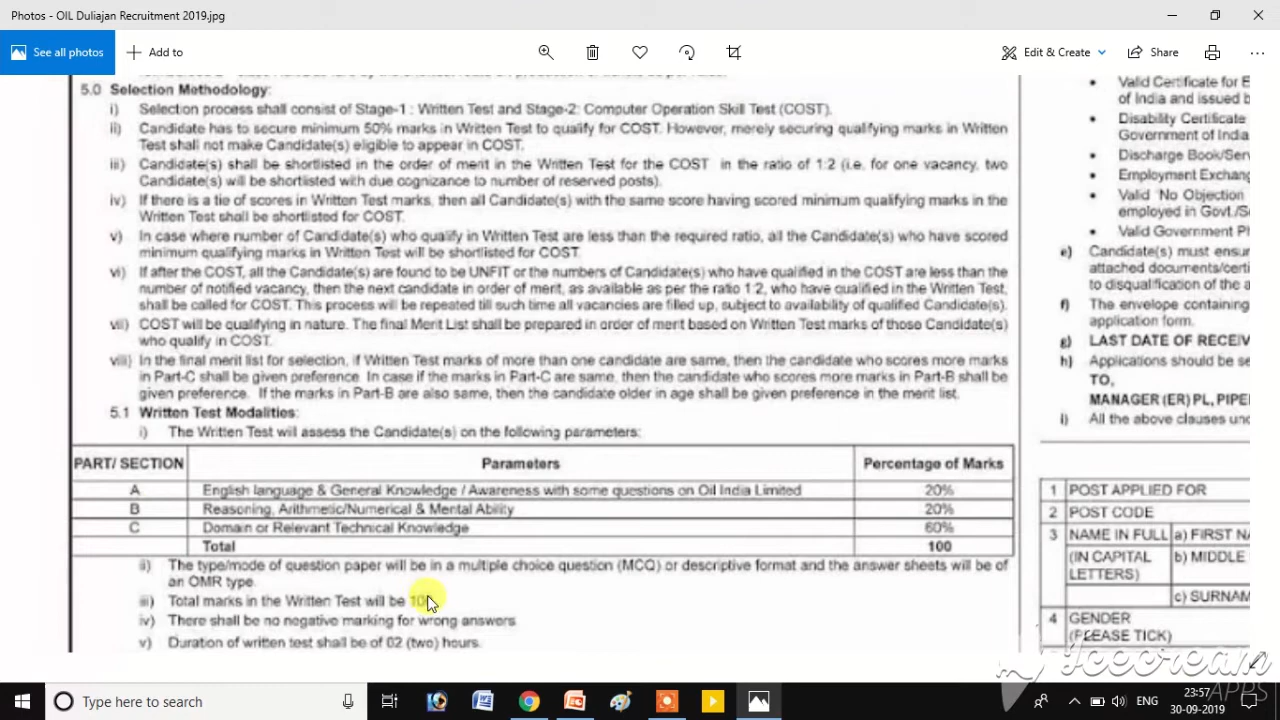 Photos - OIL Duliajan Recruitment 2019.jpg
See all photos
Add to
Edit & Create
Share
5.0 Selection Methodology:
i) Selection process shall consist of Stage-1 : Written Test and Stage-2: Computer Operation Skill Test (COST).
ii) Candidate has to secure minimum 50% marks in Written Test to qualify for COST. However, merely securing qualifying marks in Written
Test shall not make Candidate(s) eligible to appear in COST.
iii) Candidate(s) shall be shortlisted in the order of merit in the Written Test for the COST in the ratio of 1:2 (i.e. for one vacancy, two
Candidate(s) will be shortlisted with due cognizance to number of reserved posts).
iv) If there is a tie of scores in Written Test marks, then all Candidate(s) with the same score having scored minimum qualifying marks in the
Written Test shall be shortlisted for COST.
v) In case where number of Candidate(s) who qualify in Written Test are less than the required ratio, all the Candidate(s) who have scored
minimum qualifying marks in Written Test will be shortlisted for COST.
vi) If after the COST, all the Candidate(s) are found to be UNFIT or the numbers of Candidate(s) who have qualified in the COST are less than the
number of notified vacancy, then the next candidate in order of merit, as available as per the ratio 1:2, who have qualified in the Written Test,
shall be called for COST. This process will be repeated till such time all vacancies are filled up, subject to availability of qualified Candidate(s).
vii) COST will be qualifying in nature. The final Merit List shall be prepared in order of merit based on Written Test marks of those Candidate(s)
who qualify in COST.
viii) In the final merit list for selection, if Written Test marks of more than one candidate are same, then the candidate who scores more marks
in Part-C shall be given preference. In case if the marks in Part-C are same, then the candidate who scores more marks in Part-B shall be
given preference. If the marks in Part-B are also same, then the candidate older in age shall be given preference in the merit list.
5.1 Written Test Modalities:
i) The Written Test will assess the Candidate(s) on the following parameters:
PART/ SECTION Parameters Percentage of Marks
A English language & General Knowledge / Awareness with some questions on Oil India Limited 20%
B Reasoning, Arithmetic/Numerical & Mental Ability 20%
C Domain or Relevant Technical Knowledge 60%
Total 100
ii) The type/mode of question paper will be in a multiple choice question (MCQ) or descriptive format and the answer sheets will be of
an OMR type.
iii) Total marks in the Written Test will be
iv) There shall be no negative marking for wrong answers
v) Duration of written test shall be of 02 (two) hours.
• Valid Certificate for E
of India and issued b
• Disability Certificate
Government of India
• Discharge Book/Serv
• Employment Exchang
• Valid 'No Objection
employed in Govt./S
• Valid Government Ph
e) Candidate(s) must ensur
attached documents/certi
to disqualification of the a
f) The envelope containing
application form.
g) LAST DATE OF RECEIV
h) Applications should be se
TO,
MANAGER (ER) PL, PIPE
i) All the above clauses und
1 POST APPLIED FOR
2 POST CODE
3 NAME IN FULL a) FIRST NA
(IN CAPITAL b) MIDDLE
LETTERS)
c) SURNAM
4 GENDER
(PLEASE TICK)
Icecream
APPS
Type here to search
ENG
23:57
30-09-2019